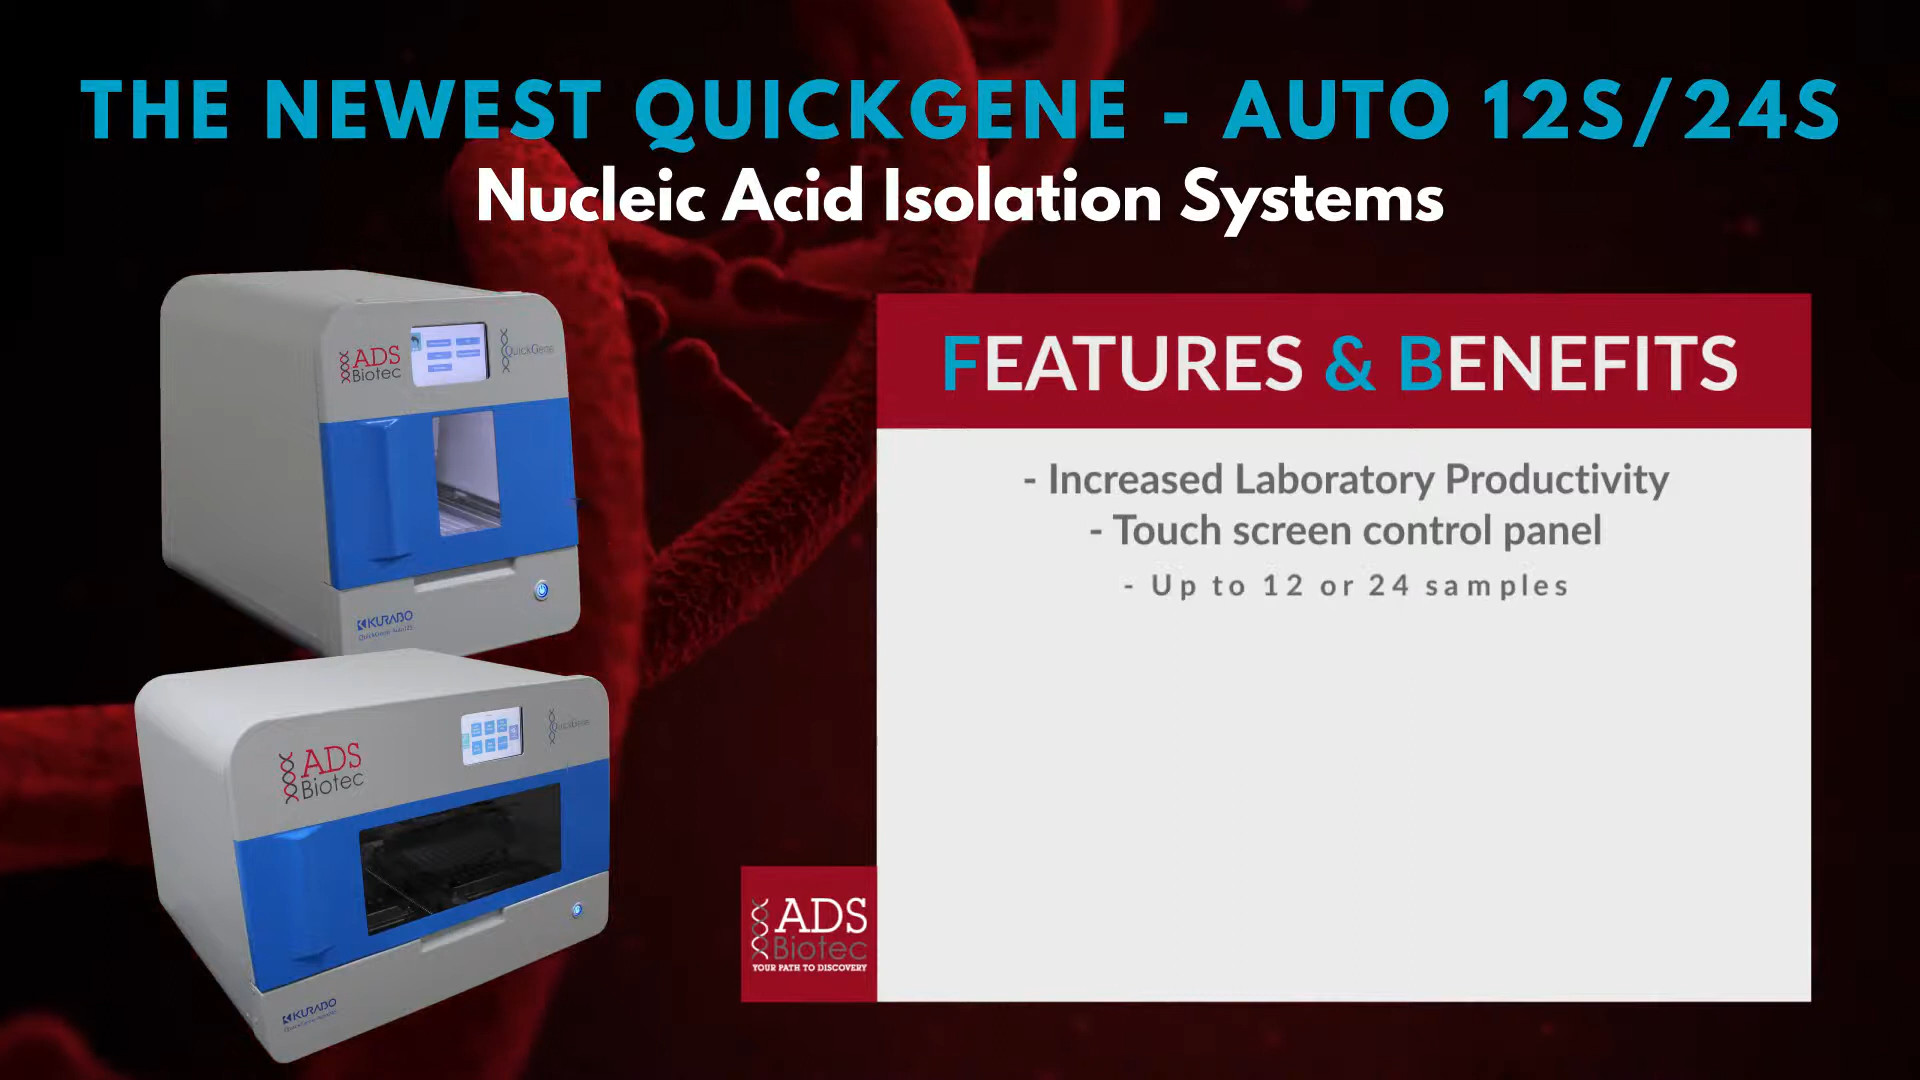 THE NEWEST QUICKGENE - AUTO 12S/24S
Nucleic Acid Isolation Systems
ADS
Biotec
QuickGene
KURABO
FEATURES & BENEFITS
- Increased Laboratory Productivity
- Touch screen control panel
- Up to 12 or 24 samples
ADS
Biotec
QuickGene
KURABO
ADS
Biotec
YOUR PATH TO DISCOVERY